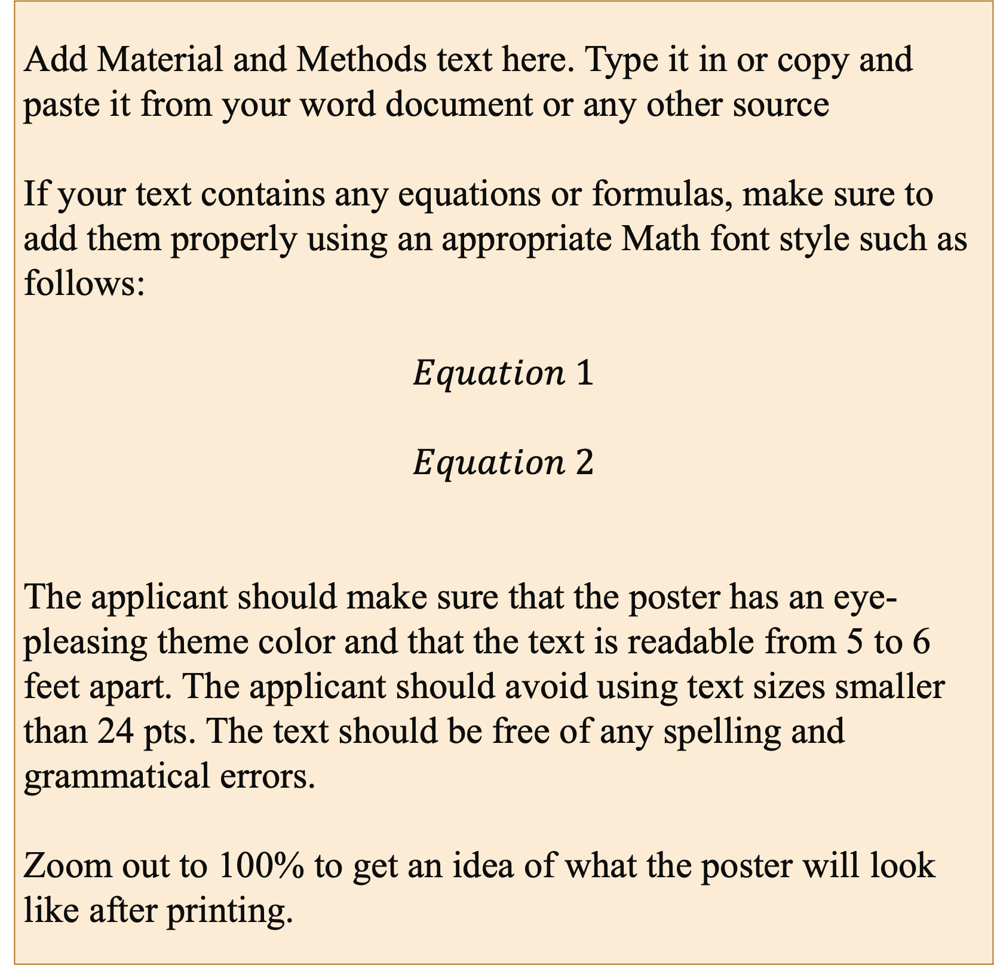 Add Material and Methods text here. Type it in or copy and
paste it from your word document or any other source
If your text contains any equations or formulas, make sure to
add them properly using an appropriate Math font style such as
follows:
Equation 1
Equation 2
The applicant should make sure that the poster has an eye-
pleasing theme color and that the text is readable from 5 to 6
feet apart. The applicant should avoid using text sizes smaller
than 24 pts. The text should be free of any spelling and
grammatical errors.
Zoom out to 100% to get an idea of what the poster will look
like after printing.